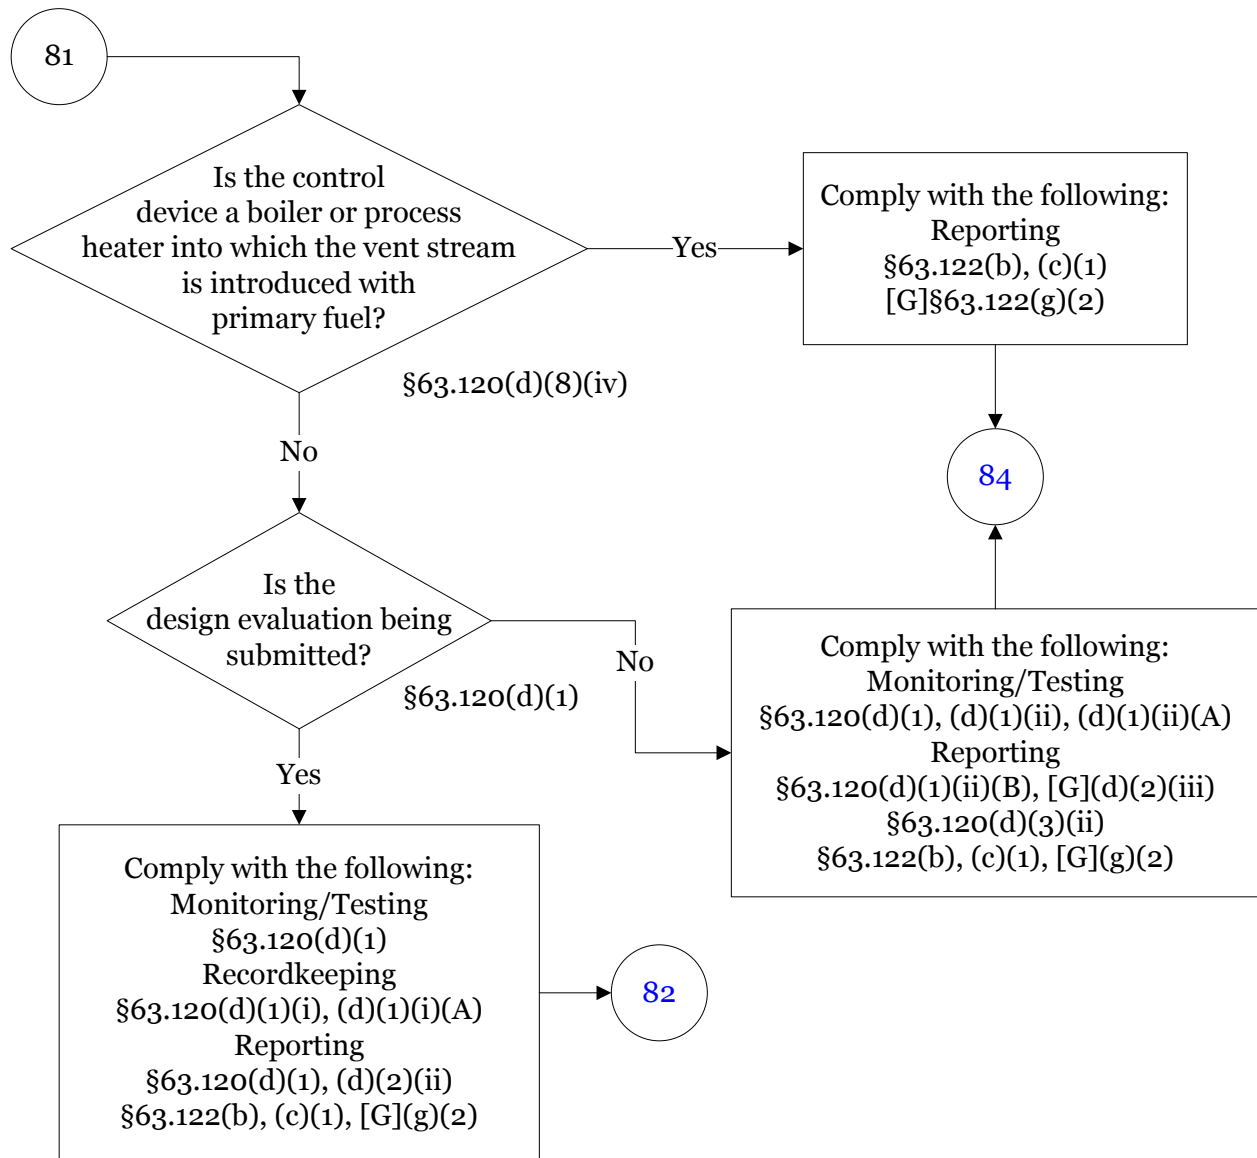 81
Is the control
device a boiler or process
heater into which the vent stream
is introduced with
primary fuel?
§63.120(d)(8)(iv)
Yes
Comply with the following:
Reporting
§63.122(b), (c)(1)
[G]§63.122(g)(2)
84
No
Is the
design evaluation being
submitted?
§63.120(d)(1)
No
Comply with the following:
Monitoring/Testing
§63.120(d)(1), (d)(1)(ii), (d)(1)(ii)(A)
Reporting
§63.120(d)(1)(ii)(B), [G](d)(2)(iii)
§63.120(d)(3)(ii)
§63.122(b), (c)(1), [G](g)(2)
Yes
Comply with the following:
Monitoring/Testing
§63.120(d)(1)
Recordkeeping
§63.120(d)(1)(i), (d)(1)(i)(A)
Reporting
§63.120(d)(1), (d)(2)(ii)
§63.122(b), (c)(1), [G](g)(2)
82